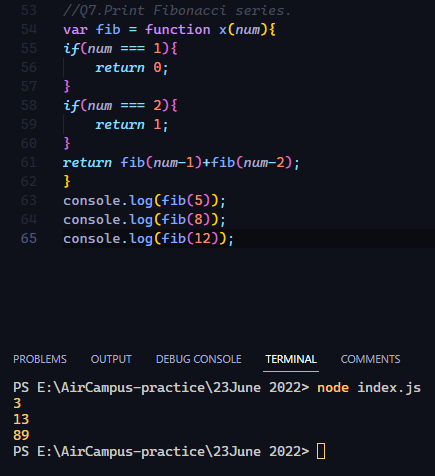 53 //Q7.Print Fibonacci series.
54 var fib = function x(num){
55 if(num === 1){
56     return 0;
57 }
58 if(num === 2){
59     return 1;
60 }
61 return fib(num-1)+fib(num-2);
62 }
63 console.log(fib(5));
64 console.log(fib(8));
65 console.log(fib(12));
PROBLEMS OUTPUT DEBUG CONSOLE TERMINAL COMMENTS
PS E:\AirCampus-practice\23June 2022> node index.js
3
13
89
PS E:\AirCampus-practice\23June 2022>